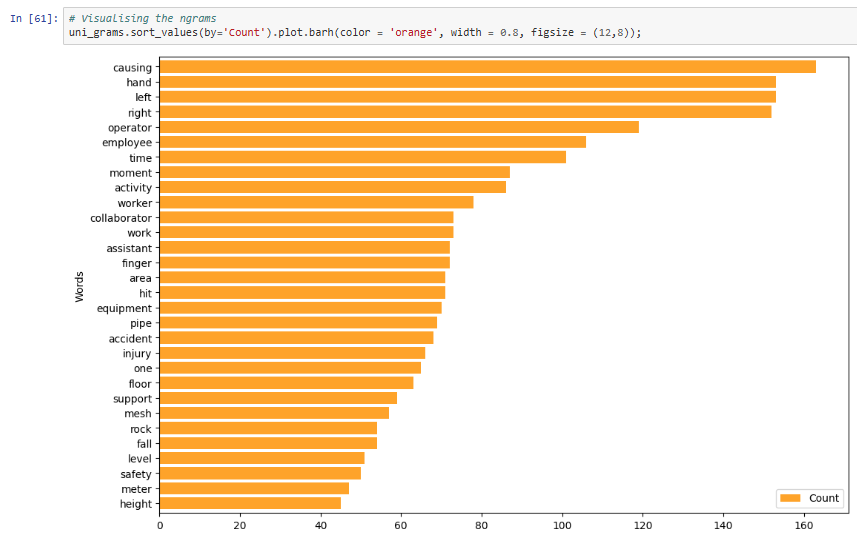 In [61]: # Visualising the ngrams
uni_grams.sort_values(by='Count').plot.barh(color = 'orange', width = 0.8, figsize = (12,8));
causing
hand
left
right
operator
employee
time
moment
activity
worker
collaborator
work
assistant
finger
area
hit
equipment
pipe
accident
injury
one
floor
support
mesh
rock
fall
level
safety
meter
height
Words
Count
0 20 40 60 80 100 120 140 160